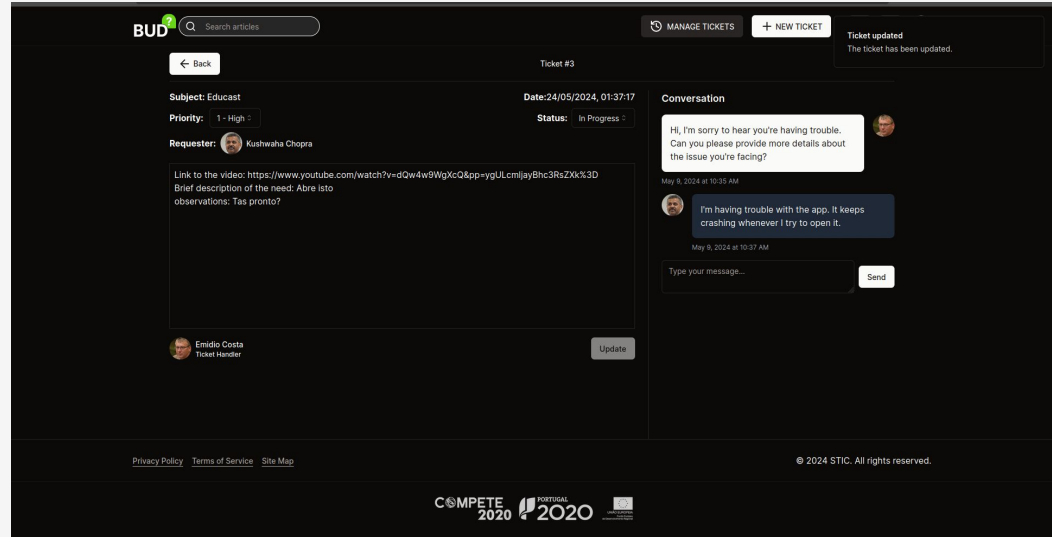 BUD?
Search articles
MANAGE TICKETS
+ NEW TICKET
Ticket updated
The ticket has been updated.
← Back
Ticket #3
Subject: Educast
Date:24/05/2024, 01:37:17
Priority: 1 - High
Status: In Progress
Requester: Kushwaha Chopra
Link to the video: https://www.youtube.com/watch?v=dQw4w9WgXcQ&pp=ygULcmljayBhc3RsZXk%3D
Brief description of the need: Abre isto
observations: Tas pronto?
Emidio Costa
Ticket Handler
Update
Conversation
Hi, I'm sorry to hear you're having trouble.
Can you please provide more details about
the issue you're facing?
May 9, 2024 at 10:35 AM
I'm having trouble with the app. It keeps
crashing whenever I try to open it.
May 9, 2024 at 10:37 AM
Type your message...
Send
Privacy Policy Terms of Service Site Map
© 2024 STIC. All rights reserved.
COMPETE
2020
PORTUGAL
2020